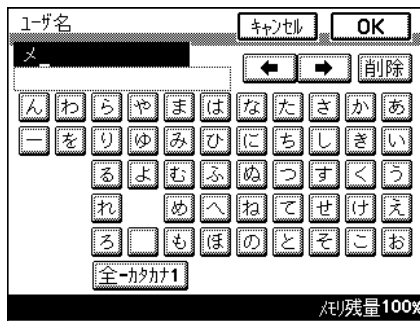 ユーザ名 ｷｬﾝｾﾙ OK
メ_
← → 削除
ん わ ら や ま は な た さ か あ
ー を り ゆ み ひ に ち し き い
る よ む ふ ぬ つ す く う
れ め へ ね て せ け え
ろ も ほ の と そ こ お
全-ｶﾀｶﾅ1
ﾒﾓﾘ残量100%